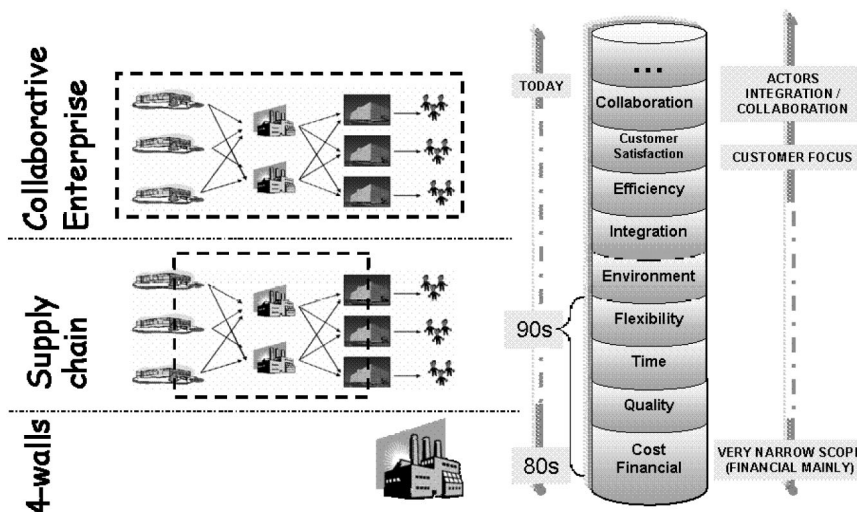 Collaborative
Enterprise
Supply
chain
4-walls
TODAY
90s
80s
...
Collaboration
Customer
Satisfaction
Efficiency
Integration
Environment
Flexibility
Time
Quality
Cost
Financial
ACTORS
INTEGRATION /
COLLABORATION
CUSTOMER FOCUS
VERY NARROW SCOPE
(FINANCIAL MAINLY)